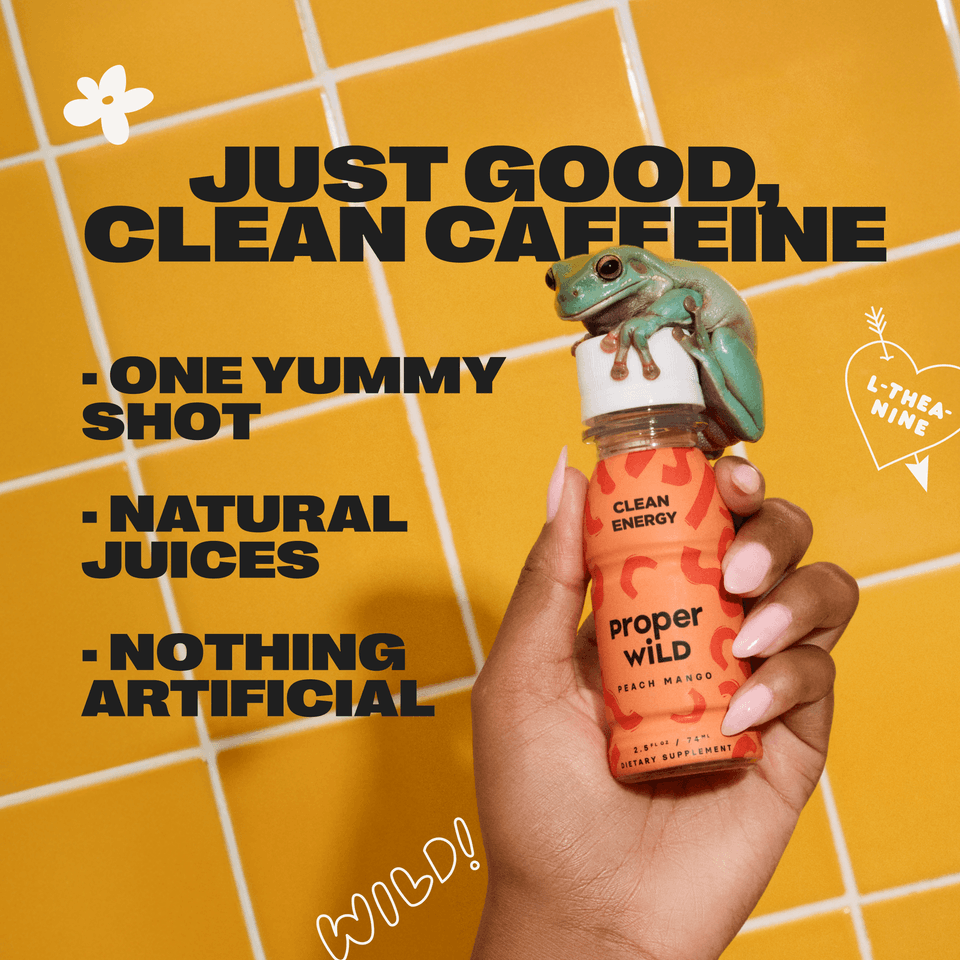 JUST GOOD,
CLEAN CAFFEINE
- ONE YUMMY
SHOT
- NATURAL
JUICES
- NOTHING
ARTIFICIAL
L-THEA-
NINE
CLEAN
ENERGY
proper
wiLD
PEACH MANGO
2.5 FL OZ / 74 ML
DIETARY SUPPLEMENT
WILD!